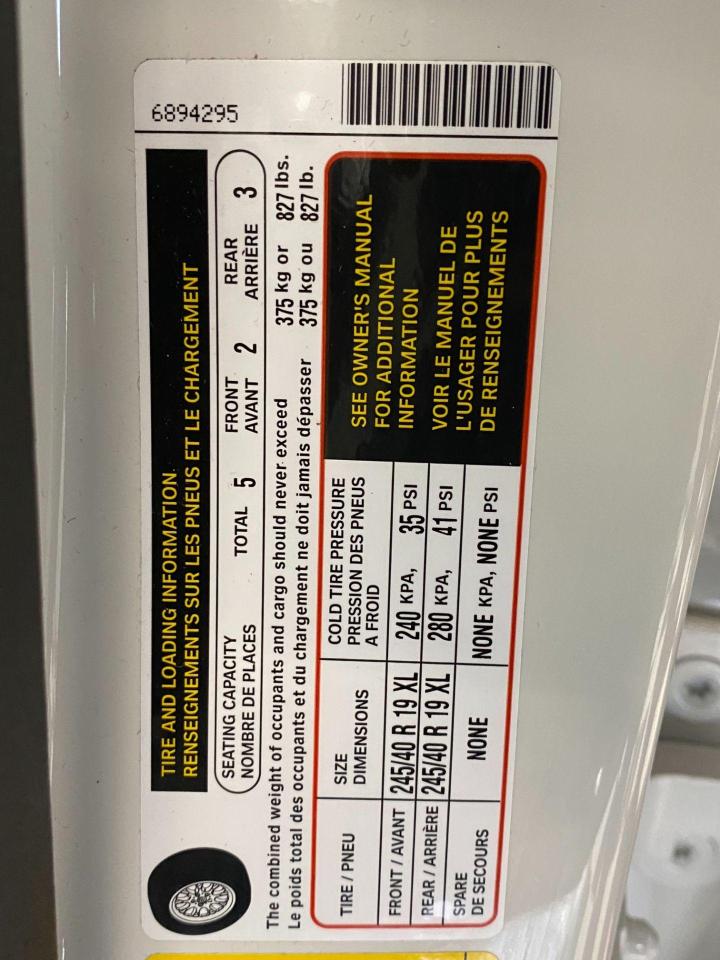 6894295
TIRE AND LOADING INFORMATION
RENSEIGNEMENTS SUR LES PNEUS ET LE CHARGEMENT
SEATING CAPACITY TOTAL 5 FRONT 2 REAR 3
NOMBRE DE PLACES AVANT ARRIÈRE
The combined weight of occupants and cargo should never exceed 375 kg or 827 lbs.
Le poids total des occupants et du chargement ne doit jamais dépasser 375 kg ou 827 lb.
TIRE / PNEU SIZE COLD TIRE PRESSURE
DIMENSIONS PRESSION DES PNEUS
A FROID
FRONT / AVANT 245/40 R 19 XL 240 KPA, 35 PSI
REAR / ARRIÈRE 245/40 R 19 XL 280 KPA, 41 PSI
SPARE NONE NONE KPA, NONE PSI
DE SECOURS
SEE OWNER'S MANUAL
FOR ADDITIONAL
INFORMATION
VOIR LE MANUEL DE
L'USAGER POUR PLUS
DE RENSEIGNEMENTS